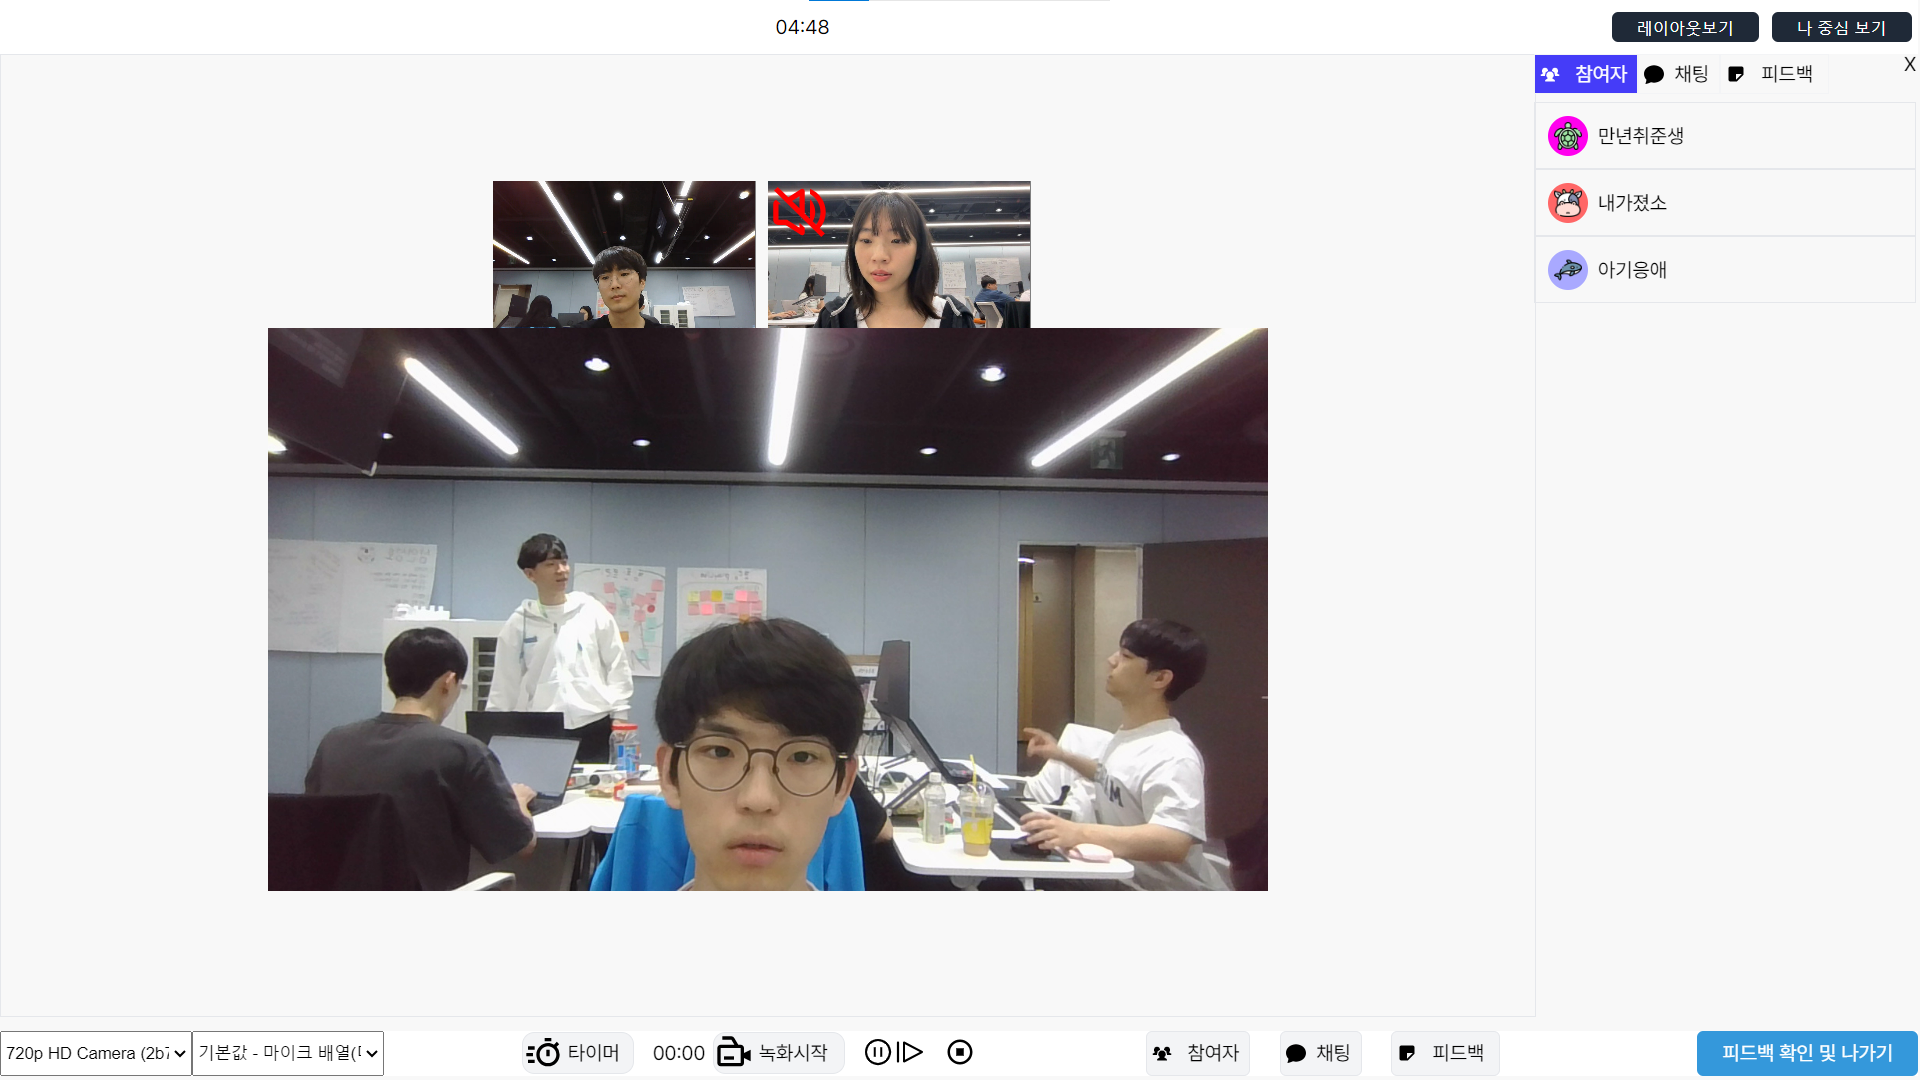 04:48
레이아웃보기
나 중심 보기
참여자
채팅
피드백
X
만년취준생
내가졌소
아기응애
720p HD Camera (2b7
기본값 - 마이크 배열(
타이머
00:00
녹화시작
참여자
채팅
피드백
피드백 확인 및 나가기